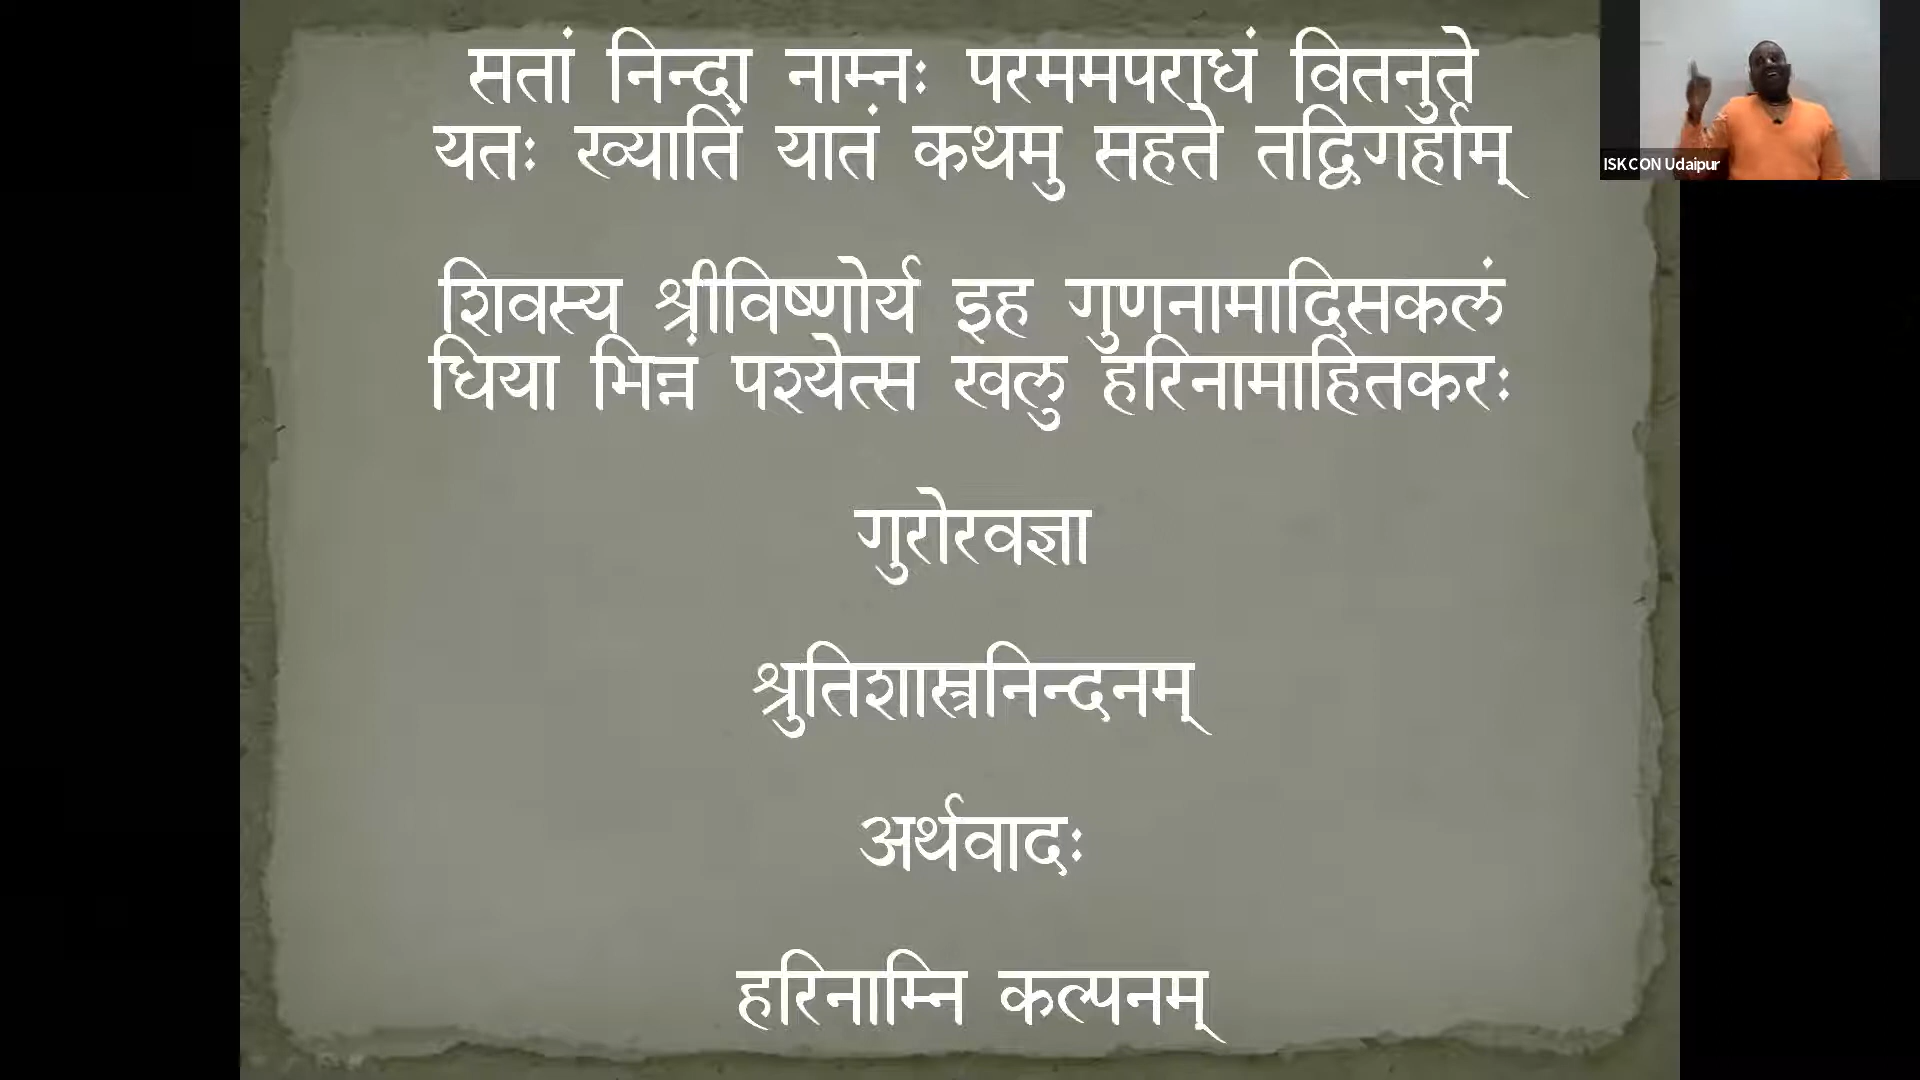 सतां निन्दा नाम्नः परममपराधं वितनुते
यतः ख्यातिं यातं कथमु सहते तद्विगर्हाम्
शिवस्य श्रीविष्णोर्य इह गुणनामादिसकलं
धिया भिन्नं पश्येत्स खलु हरिनामाहितकरः
गुरोरवज्ञा
श्रुतिशास्त्रनिन्दनम्
अर्थवादः
हरिनाम्नि कल्पनम्
ISKCON Udaipur